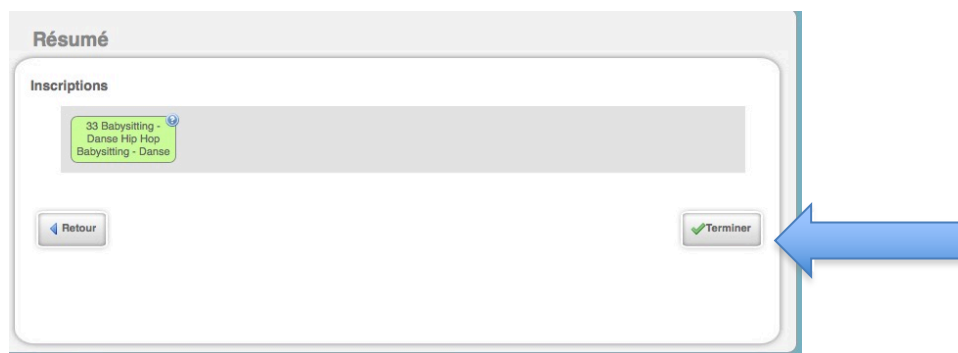 Résumé
Inscriptions
33 Babysitting -
Danse Hip Hop
Babysitting - Danse
Retour
Terminer